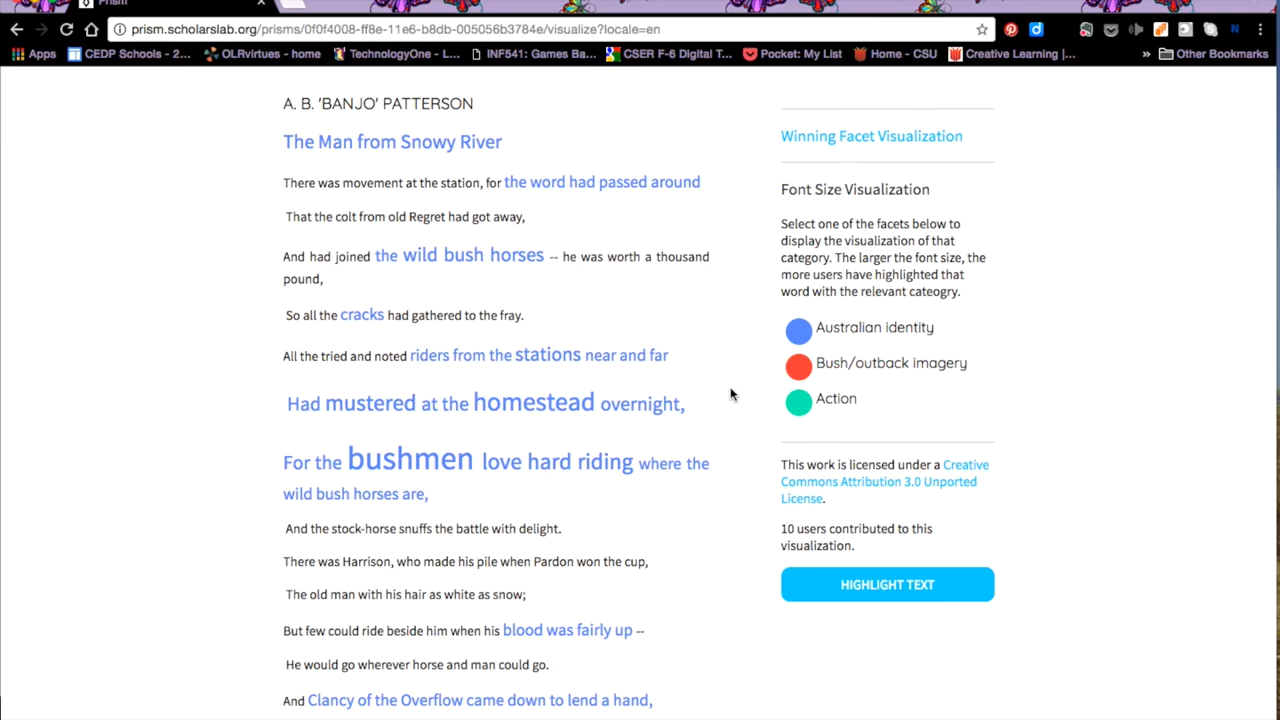 Prism
prism.scholarslab.org/prisms/0f0f4008-ff8e-11e6-b8db-005056b3784e/visualize?locale=en
Apps CEDP Schools - 2... OLRvirtues - home TechnologyOne - L... INF541: Games Ba... CSER F-6 Digital T... Pocket: My List Home - CSU Creative Learning |... » Other Bookmarks
A. B. 'BANJO' PATTERSON
The Man from Snowy River
There was movement at the station, for the word had passed around
That the colt from old Regret had got away,
And had joined the wild bush horses -- he was worth a thousand
pound,
So all the cracks had gathered to the fray.
All the tried and noted riders from the stations near and far
Had mustered at the homestead overnight,
For the bushmen love hard riding where the
wild bush horses are,
And the stock-horse snuffs the battle with delight.
There was Harrison, who made his pile when Pardon won the cup,
The old man with his hair as white as snow;
But few could ride beside him when his blood was fairly up --
He would go wherever horse and man could go.
And Clancy of the Overflow came down to lend a hand,
Winning Facet Visualization
Font Size Visualization
Select one of the facets below to
display the visualization of that
category. The larger the font size, the
more users have highlighted that
word with the relevant cateogry.
Australian identity
Bush/outback imagery
Action
This work is licensed under a Creative
Commons Attribution 3.0 Unported
License.
10 users contributed to this
visualization.
HIGHLIGHT TEXT